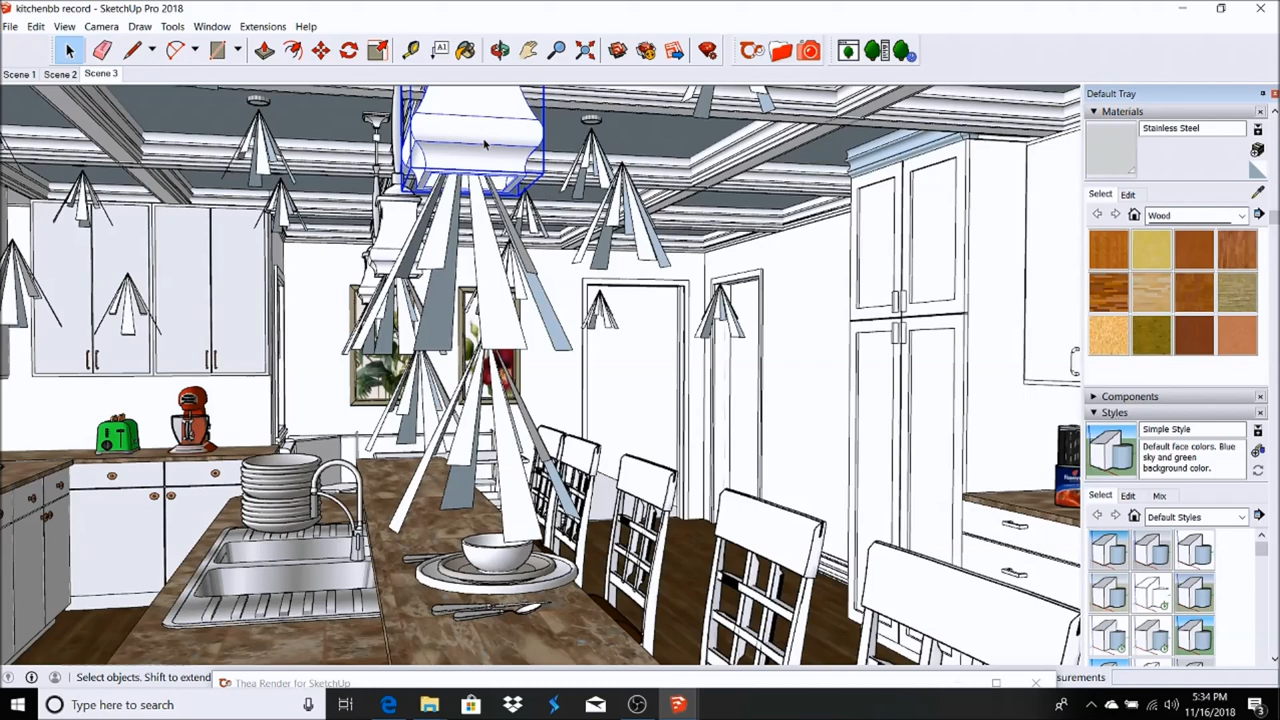 kitchenbb record - SketchUp Pro 2018
File Edit View Camera Draw Tools Window Extensions Help
A1
Scene 1 Scene 2 Scene 3
Default Tray
Materials
Stainless Steel
Select Edit
Wood
Components
Styles
Simple Style
Default face colors. Blue
sky and green
background color.
Select Edit Mix
Default Styles
Select objects. Shift to extend
Thea Render for SketchUp
surements
Type here to search
5:34 PM
11/16/2018
3